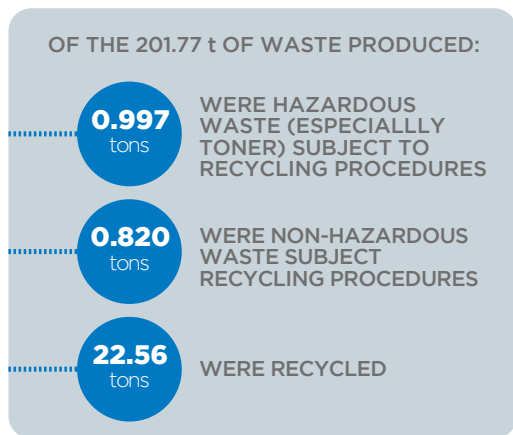 OF THE 201.77 t OF WASTE PRODUCED:
0.997
tons
WERE HAZARDOUS
WASTE (ESPECIALLLY
TONER) SUBJECT TO
RECYCLING PROCEDURES
0.820
tons
WERE NON-HAZARDOUS
WASTE SUBJECT
RECYCLING PROCEDURES
22.56
tons
WERE RECYCLED